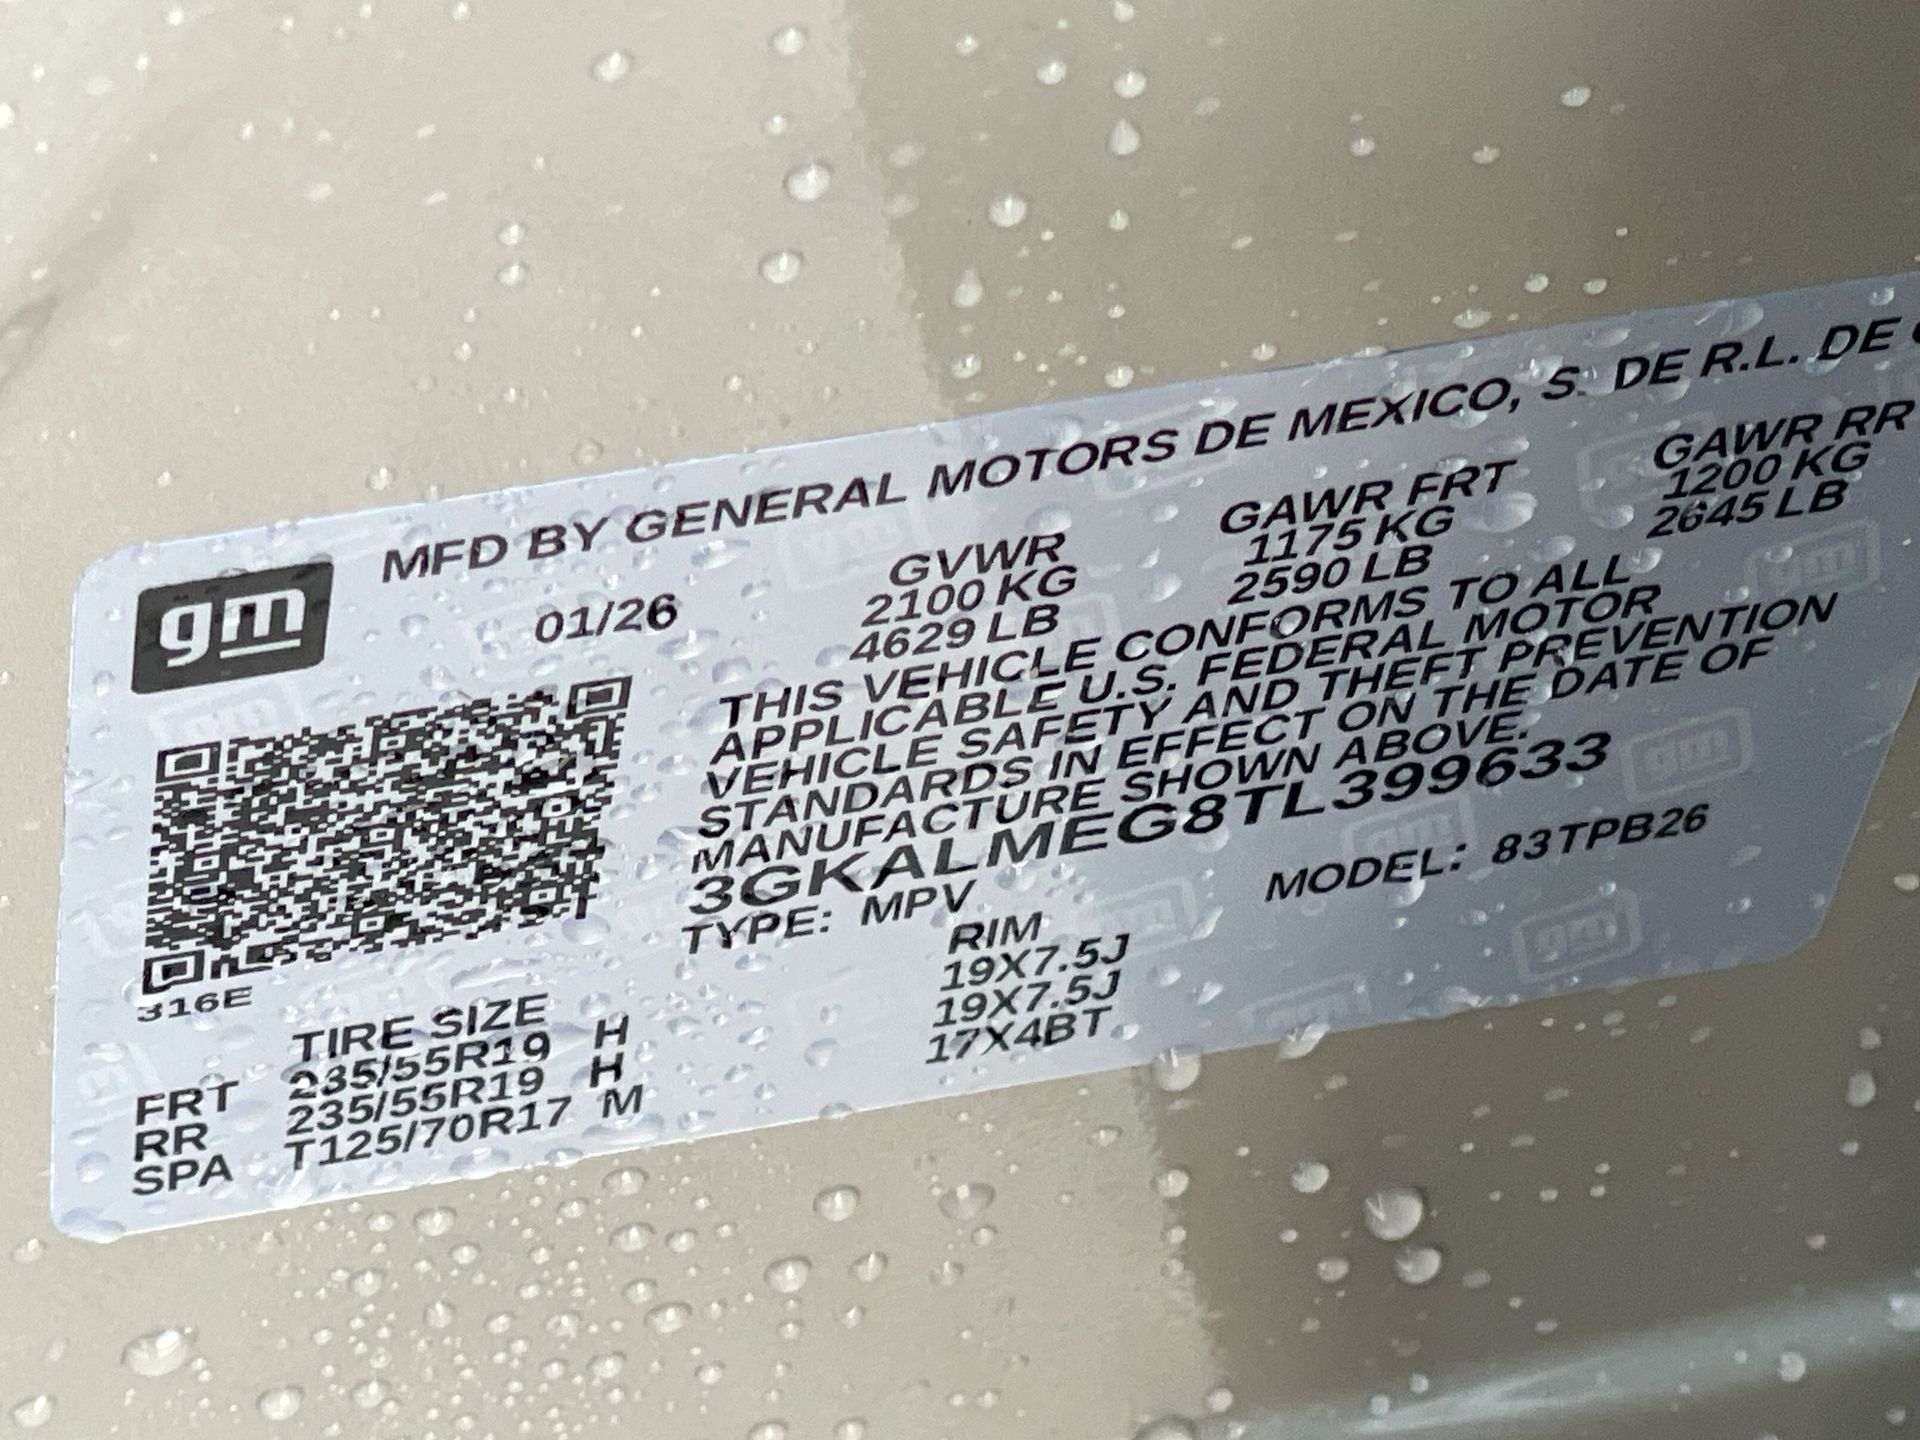 MFD BY GENERAL MOTORS DE MEXICO, S. DE R.L. DE
gm
01/26
GVWR GAWR FRT GAWR RR
2100 KG 1175 KG 1200 KG
4629 LB 2590 LB 2645 LB
THIS VEHICLE CONFORMS TO ALL
APPLICABLE U.S. FEDERAL MOTOR
VEHICLE SAFETY AND THEFT PREVENTION
STANDARDS IN EFFECT ON THE DATE OF
MANUFACTURE SHOWN ABOVE.
3GKALMEG8TL399633
TYPE: MPV MODEL: 83TPB26
316E
TIRE SIZE RIM
FRT 235/55R19 H 19X7.5J
RR 235/55R19 H 19X7.5J
SPA T125/70R17 M 17X4BT